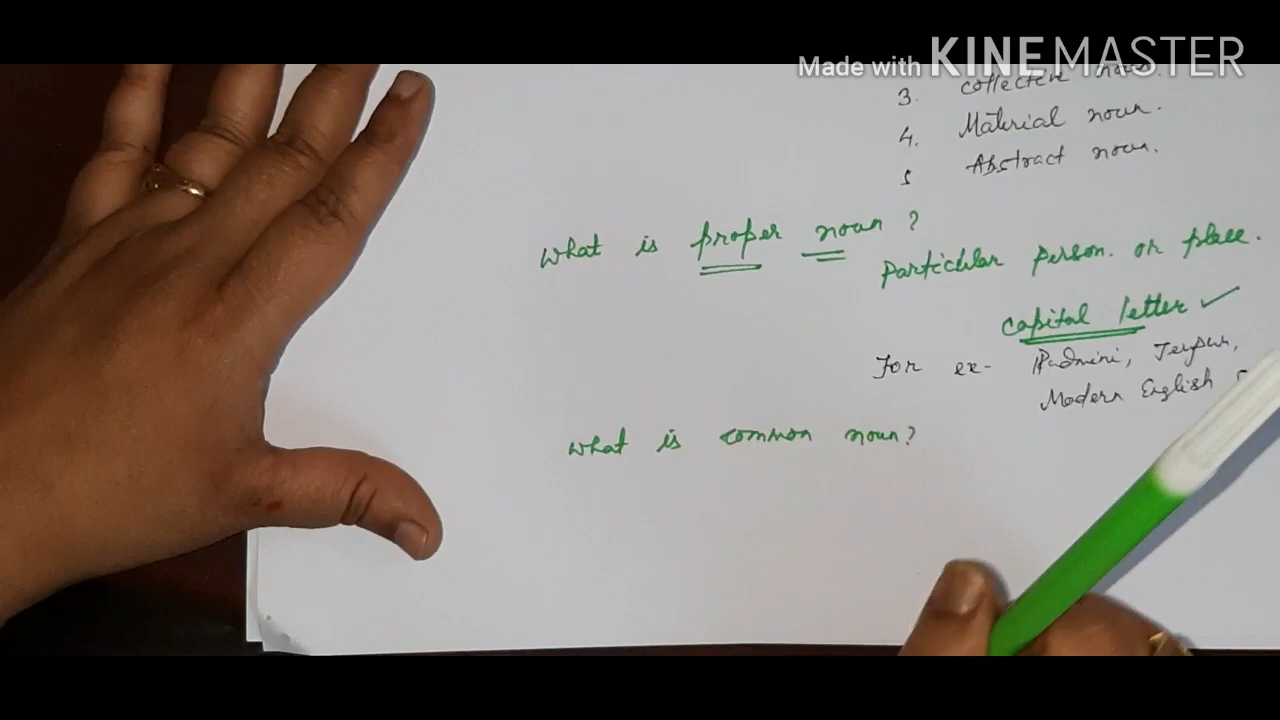 Made with KINEMASTER
3. collective noun.
4. Material noun.
5 Abstract noun.
What is proper noun ?
particular person. or place.
capital letter ✓
For ex- Padmini,
Modern English
What is common noun?